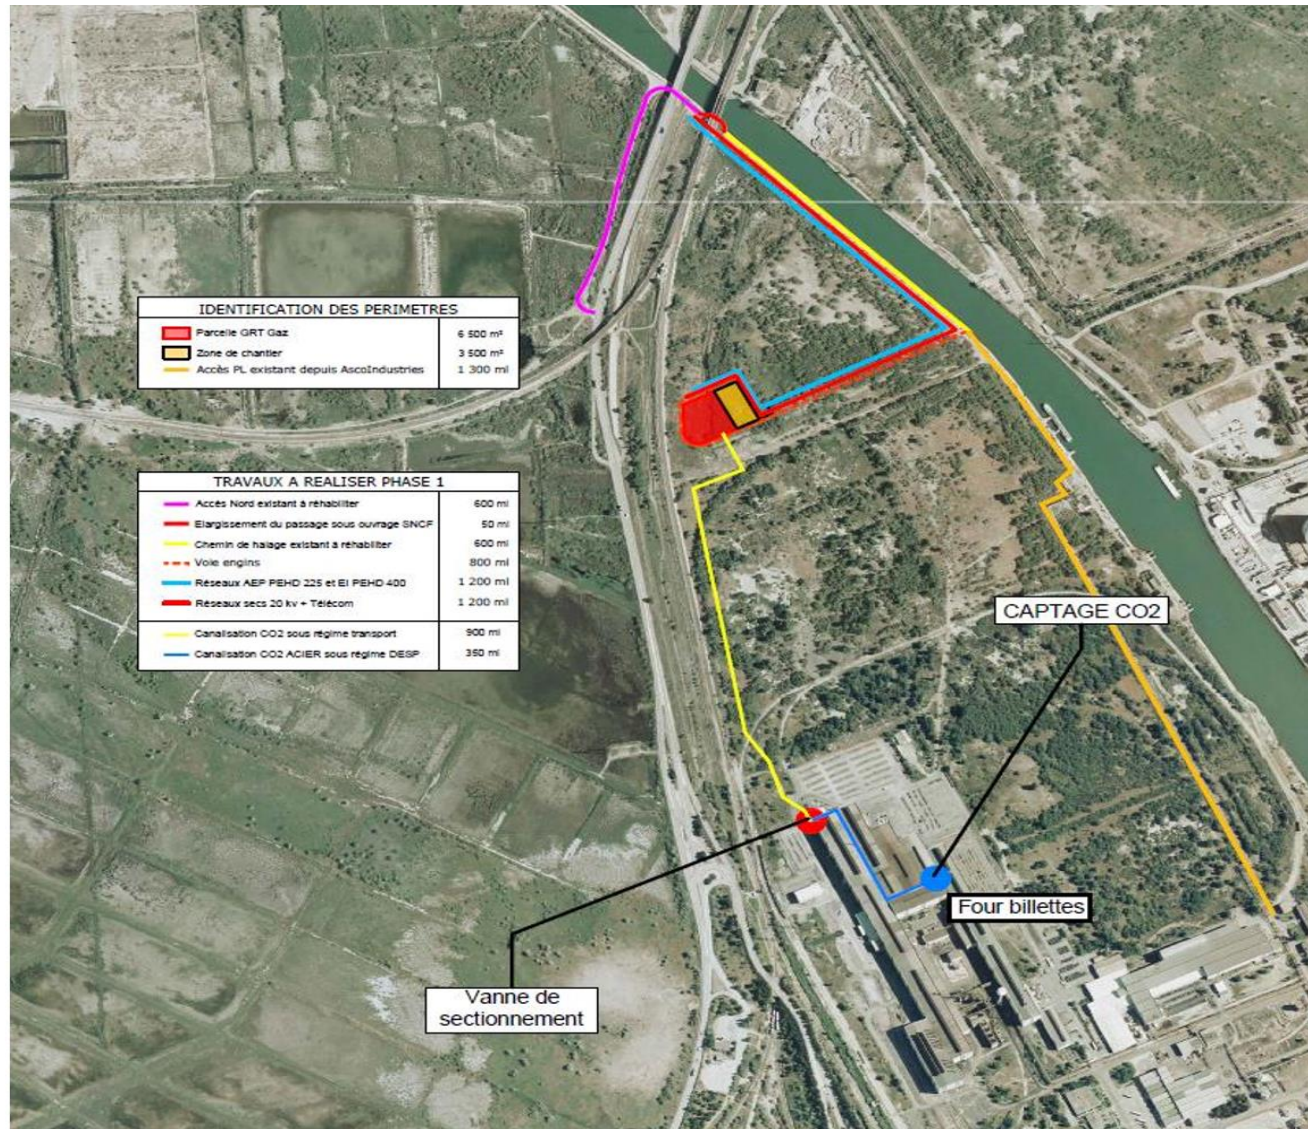 IDENTIFICATION DES PERIMETRES
Parcelle GRT Gaz 6 500 m²
Zone de chantier 3 500 m²
Accès PL existant depuis AscoIndustries 1 300 ml
TRAVAUX A REALISER PHASE 1
Accès Nord existant à réhabiliter 600 ml
Elargissement du passage sous ouvrage SNCF 50 ml
Chemin de halage existant à réhabiliter 600 ml
Voie engins 800 ml
Réseaux AEP PEHD 225 et EI PEHD 400 1 200 ml
Réseaux secs 20 kv + Télécom 1 200 ml
Canalisation CO2 sous régime transport 900 ml
Canalisation CO2 ACIER sous régime DESP 350 ml
CAPTAGE CO2
Four billettes
Vanne de
sectionnement